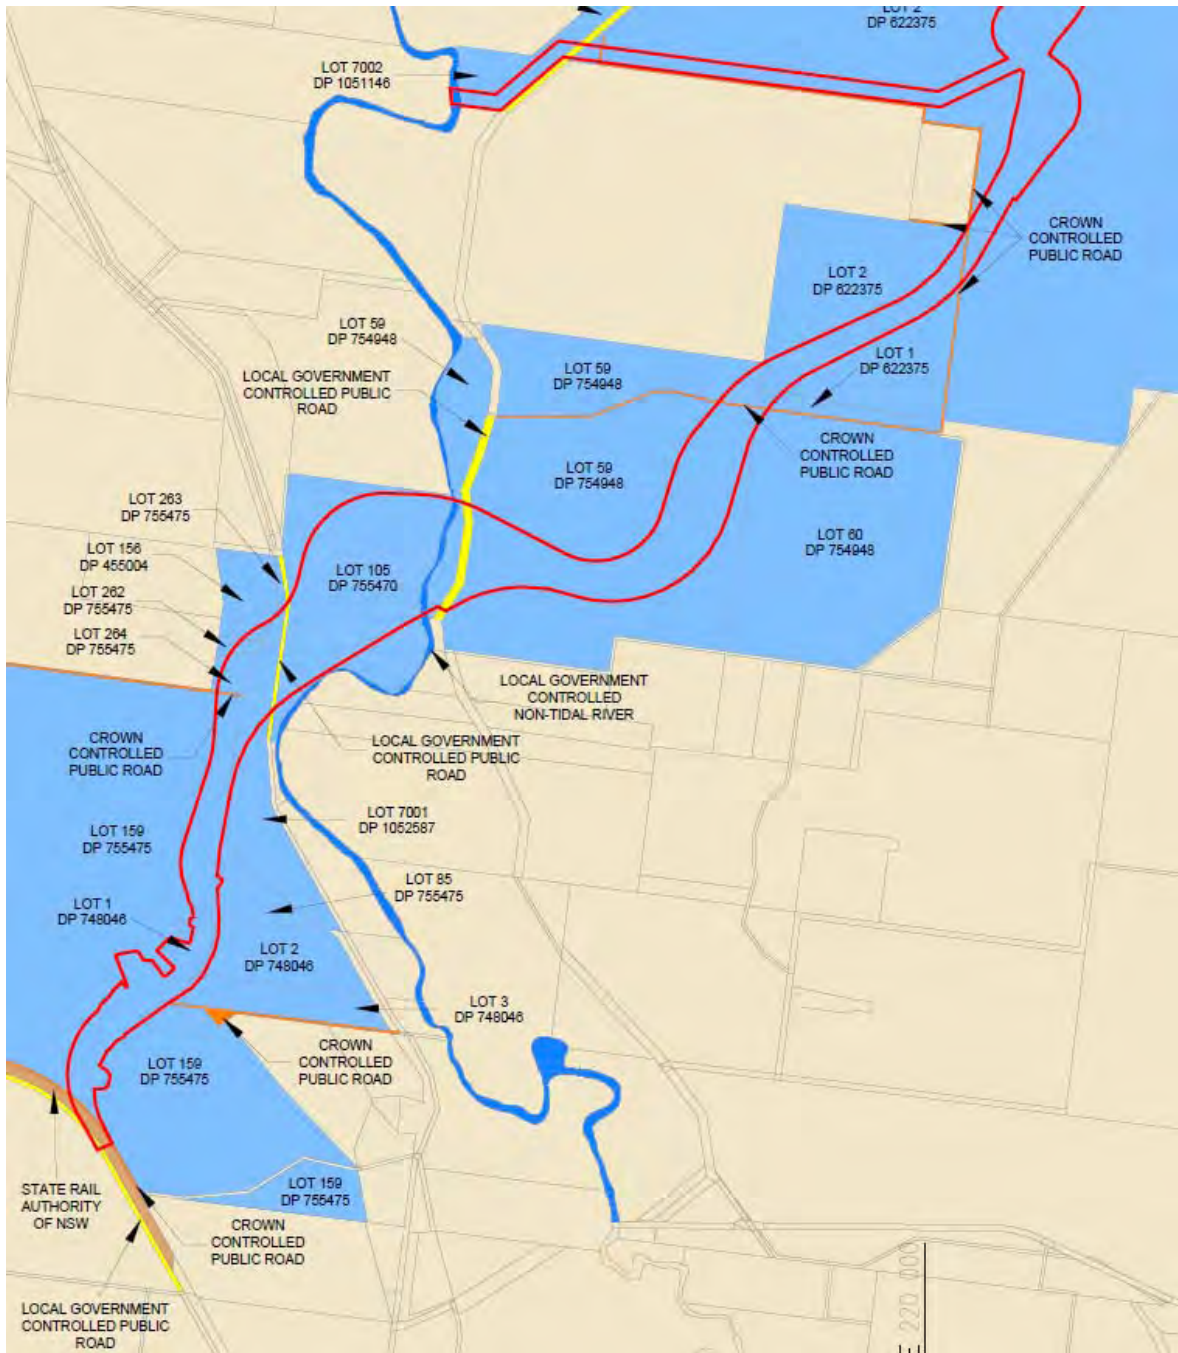 LOT 2
DP 622375
LOT 7002
DP 1051146
CROWN
CONTROLLED
PUBLIC ROAD
LOT 2
DP 622375
LOT 59
DP 754948
LOT 1
DP 622375
LOT 59
DP 754948
LOCAL GOVERNMENT
CONTROLLED PUBLIC
ROAD
CROWN
CONTROLLED
PUBLIC ROAD
LOT 59
DP 754948
LOT 263
DP 755475
LOT 60
DP 754948
LOT 156
DP 455004
LOT 105
DP 755470
LOT 262
DP 755475
LOT 264
DP 755475
LOCAL GOVERNMENT
CONTROLLED
NON-TIDAL RIVER
CROWN
CONTROLLED
PUBLIC ROAD
LOCAL GOVERNMENT
CONTROLLED PUBLIC
ROAD
LOT 7001
DP 1052587
LOT 159
DP 755475
LOT 85
DP 755475
LOT 1
DP 748046
LOT 2
DP 748046
LOT 3
DP 748046
CROWN
CONTROLLED
PUBLIC ROAD
LOT 159
DP 755475
STATE RAIL
AUTHORITY
OF NSW
LOT 159
DP 755475
CROWN
CONTROLLED
PUBLIC ROAD
E 220 000
LOCAL GOVERNMENT
CONTROLLED PUBLIC
ROAD